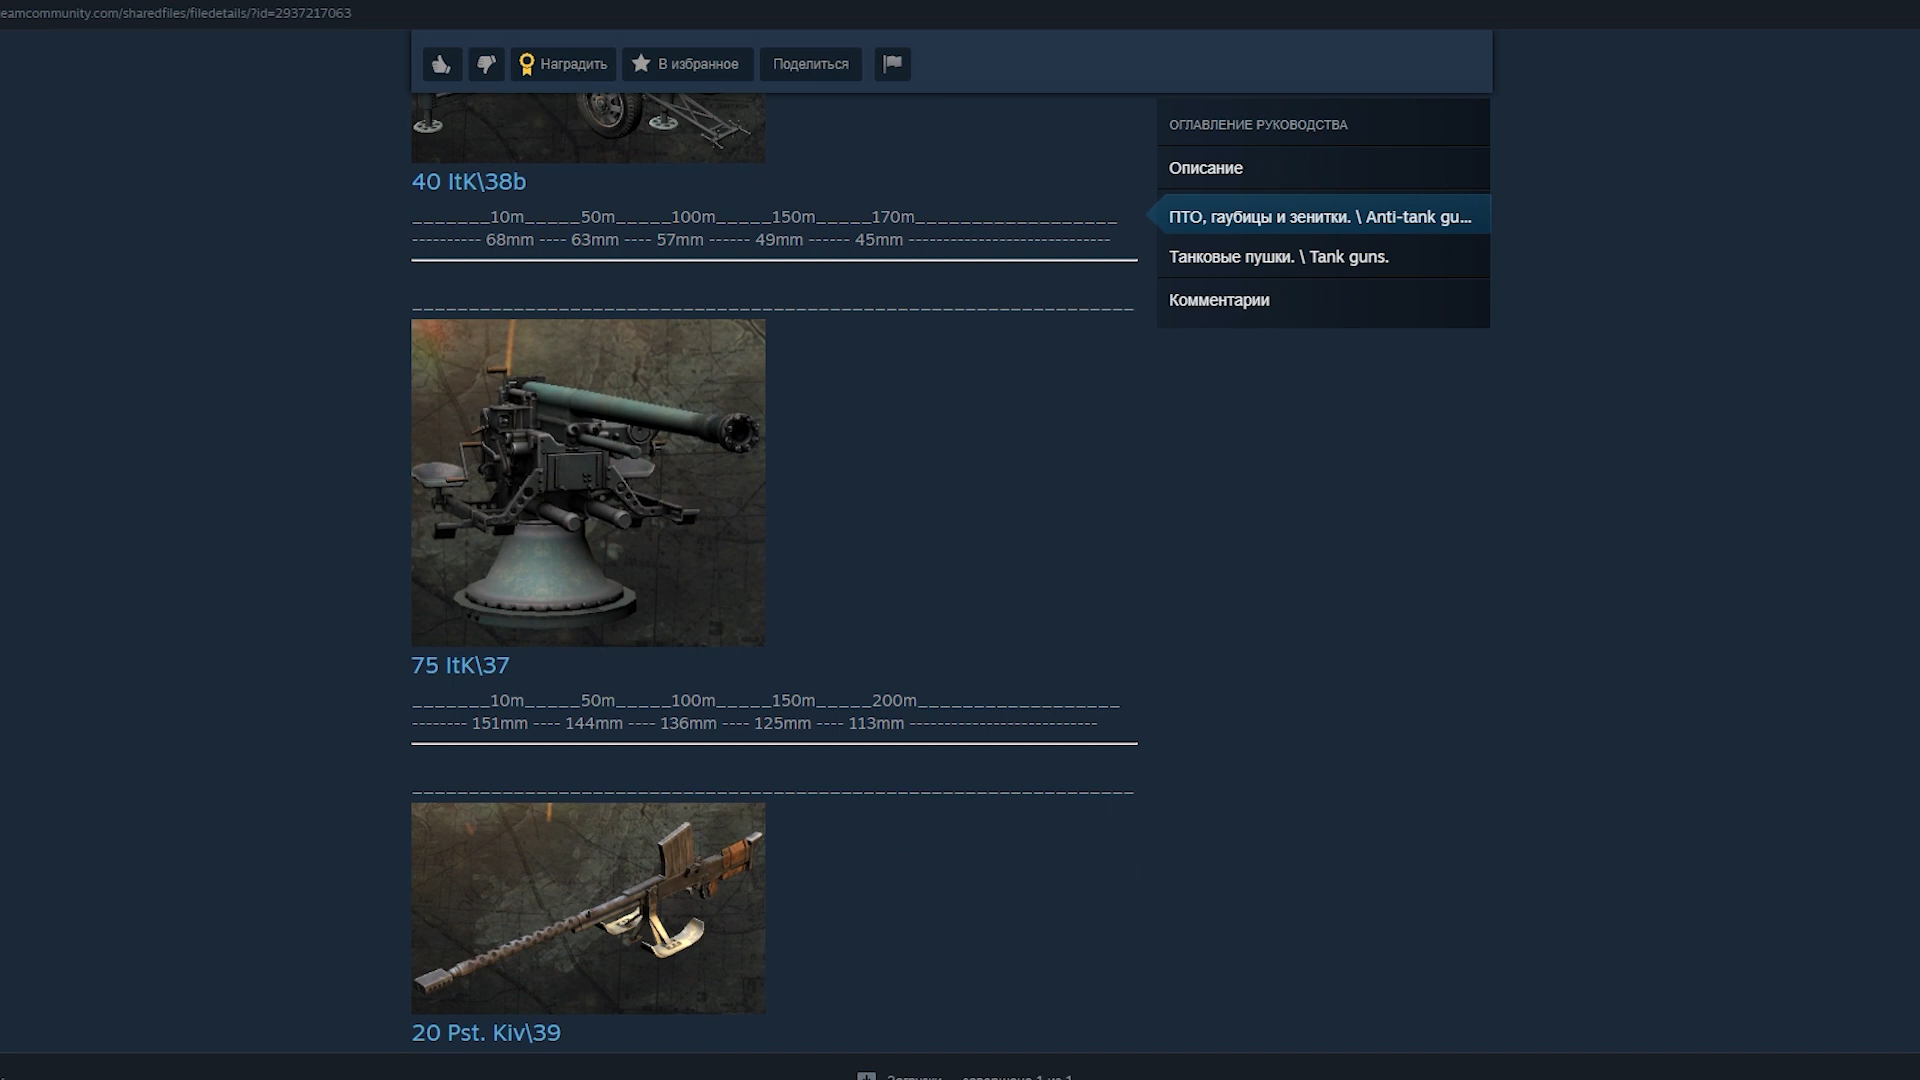 eamcommunity.com/sharedfiles/filedetails/?id=2937217063
Наградить
В избранное
Поделиться
40 ItK\38b
_______10m_____50m_____100m_____150m_____170m__________________
---------- 68mm ---- 63mm ---- 57mm ------ 49mm ------ 45mm -----------------------------
75 ItK\37
_______10m_____50m_____100m_____150m_____200m__________________
-------- 151mm ---- 144mm ---- 136mm ---- 125mm ---- 113mm ---------------------------
20 Pst. Kiv\39
ОГЛАВЛЕНИЕ РУКОВОДСТВА
Описание
ПТО, гаубицы и зенитки. \ Anti-tank gu...
Танковые пушки. \ Tank guns.
Комментарии